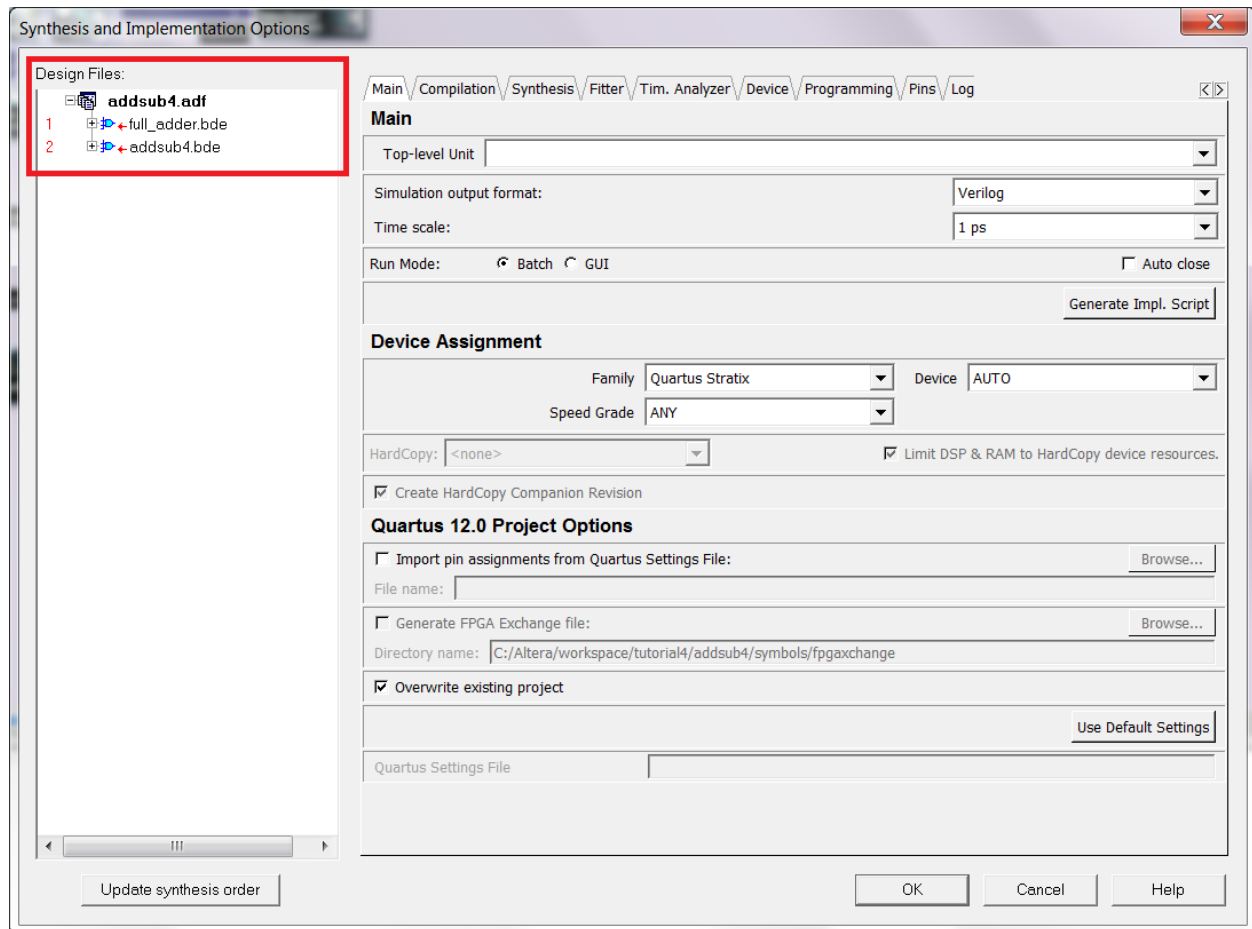 Synthesis and Implementation Options
X
Design Files:
addsub4.adf
1 full_adder.bde
2 addsub4.bde
Main Compilation Synthesis Fitter Tim. Analyzer Device Programming Pins Log
Main
Top-level Unit
Simulation output format: Verilog
Time scale: 1 ps
Run Mode: Batch GUI Auto close
Generate Impl. Script
Device Assignment
Family Quartus Stratix Device AUTO
Speed Grade ANY
HardCopy: <none> Limit DSP & RAM to HardCopy device resources.
Create HardCopy Companion Revision
Quartus 12.0 Project Options
Import pin assignments from Quartus Settings File: Browse...
File name:
Generate FPGA Exchange file: Browse...
Directory name: C:/Altera/workspace/tutorial4/addsub4/symbols/fpgaxchange
Overwrite existing project
Use Default Settings
Quartus Settings File
Update synthesis order OK Cancel Help